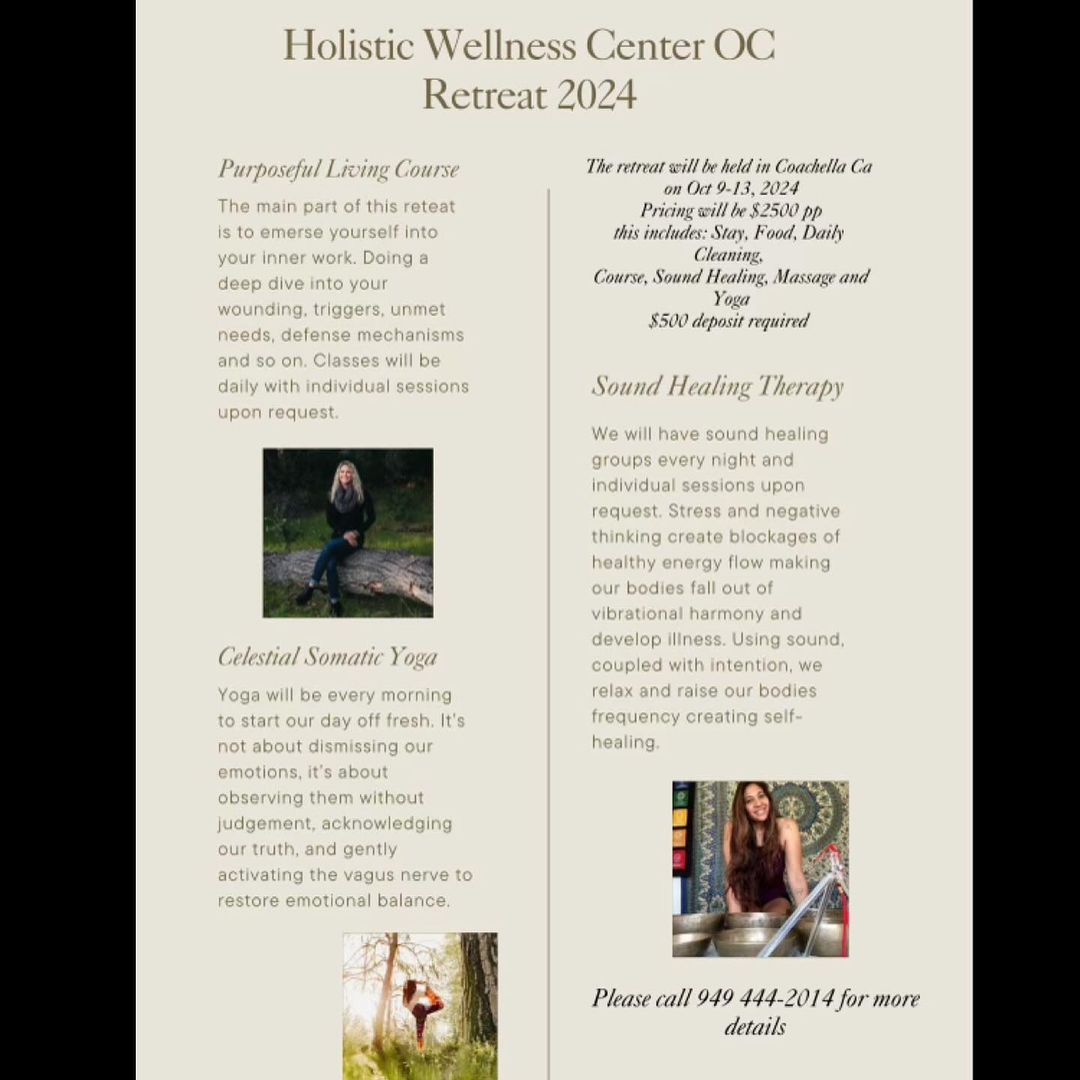 Holistic Wellness Center OC
Retreat 2024
Purposeful Living Course
The main part of this reteat
is to emerse yourself into
your inner work. Doing a
deep dive into your
wounding, triggers, unmet
needs, defense mechanisms
and so on. Classes will be
daily with individual sessions
upon request.
Celestial Somatic Yoga
Yoga will be every morning
to start our day off fresh. It's
not about dismissing our
emotions, it's about
observing them without
judgement, acknowledging
our truth, and gently
activating the vagus nerve to
restore emotional balance.
The retreat will be held in Coachella Ca
on Oct 9-13, 2024
Pricing will be $2500 pp
this includes: Stay, Food, Daily
Cleaning,
Course, Sound Healing, Massage and
Yoga
$500 deposit required
Sound Healing Therapy
We will have sound healing
groups every night and
individual sessions upon
request. Stress and negative
thinking create blockages of
healthy energy flow making
our bodies fall out of
vibrational harmony and
develop illness. Using sound,
coupled with intention, we
relax and raise our bodies
frequency creating self-
healing.
Please call 949 444-2014 for more
details